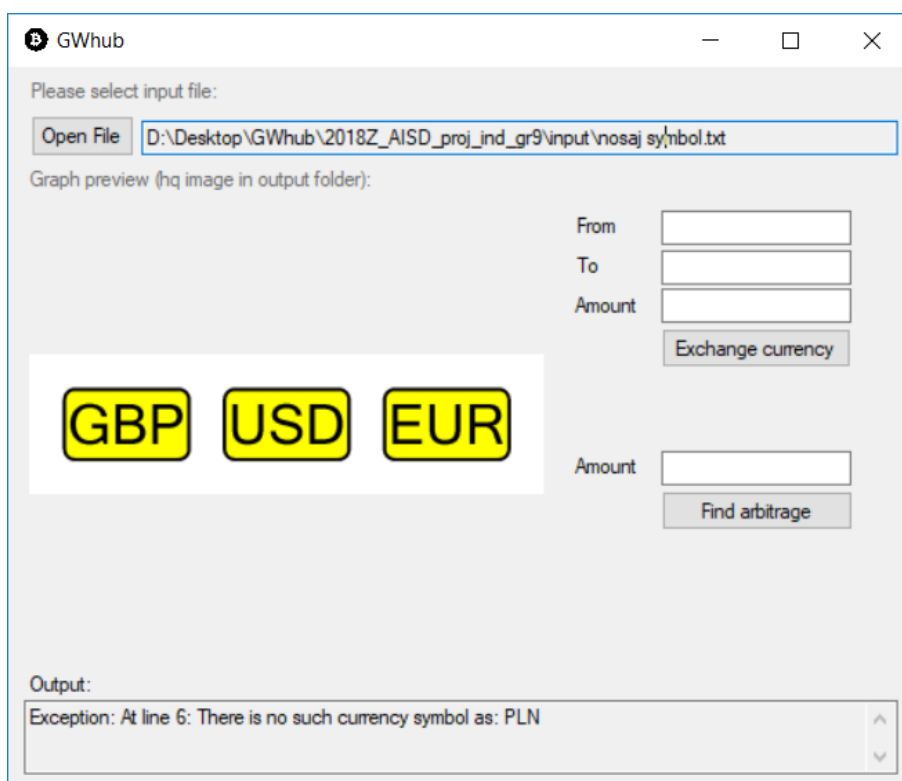 GWhub
Please select input file:
Open File D:\Desktop\GWhub\2018Z_AISD_proj_ind_gr9\input\nosaj symbol.txt
Graph preview (hq image in output folder):
From
To
Amount
Exchange currency
GBP USD EUR
Amount
Find arbitrage
Output:
Exception: At line 6: There is no such currency symbol as: PLN